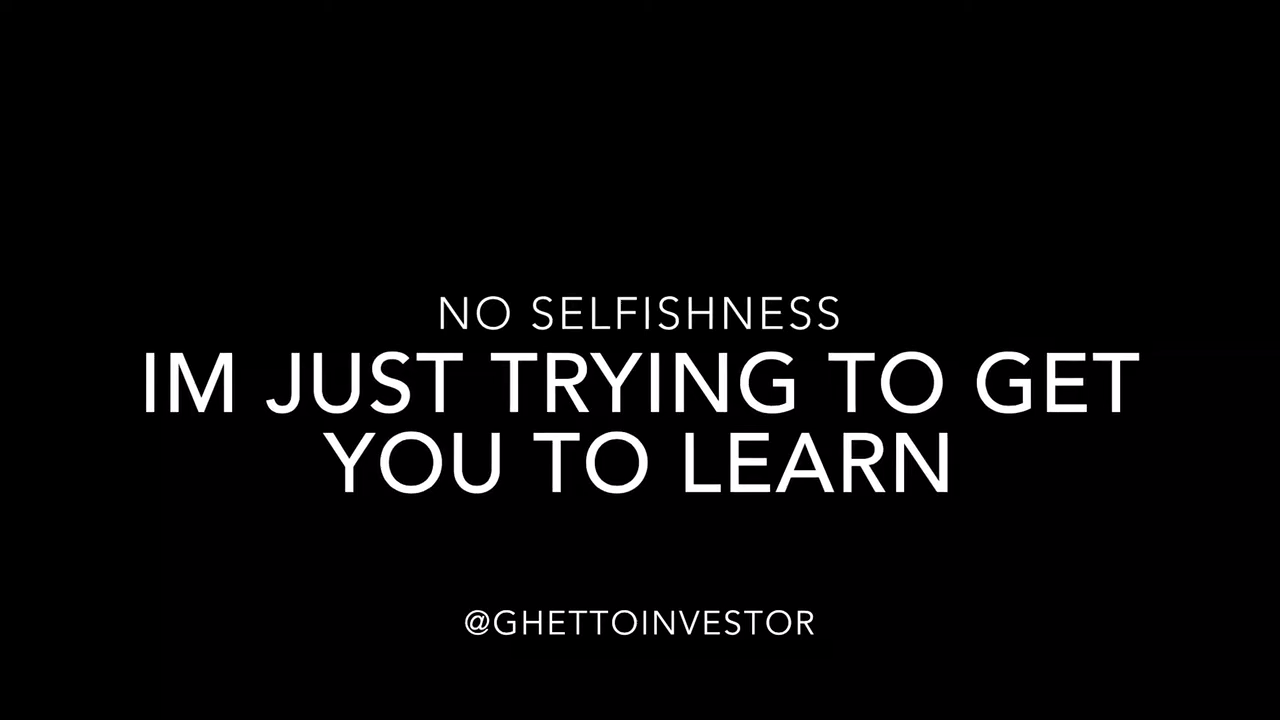 NO SELFISHNESS
IM JUST TRYING TO GET
YOU TO LEARN
@GHETTOINVESTOR